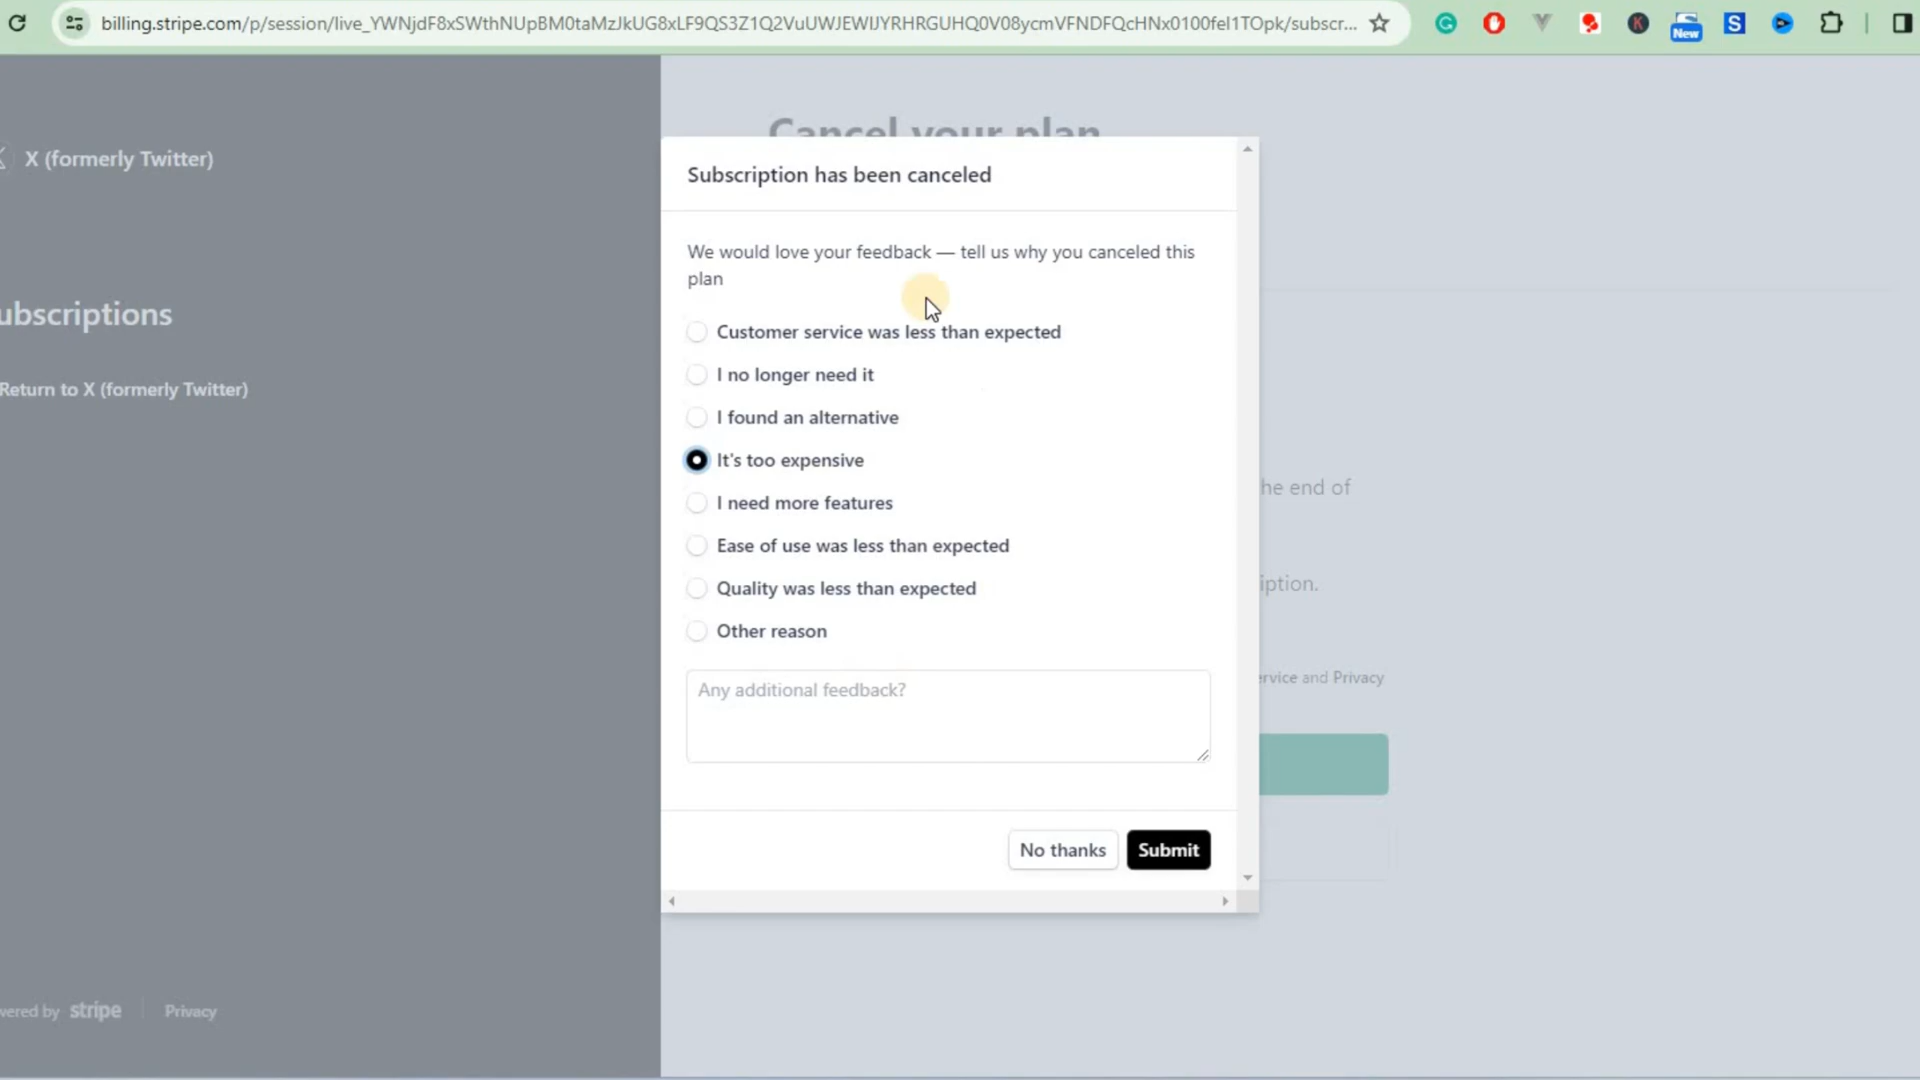 billing.stripe.com/p/session/live_YWNjdF8xSWthNUpBM0taMzJkUG8xLF9QS3Z1Q2VuUWJEWlJYRHRGUHQ0V08ycmVFNDFQcHNx0100fel1TOpk/subscr...
New
Cancel your plan
X (formerly Twitter)
Subscription has been canceled
We would love your feedback — tell us why you canceled this
plan
ubscriptions
Customer service was less than expected
I no longer need it
Return to X (formerly Twitter)
I found an alternative
It's too expensive
he end of
I need more features
Ease of use was less than expected
iption.
Quality was less than expected
Other reason
ervice and Privacy
Any additional feedback?
No thanks
Submit
wered by stripe
Privacy